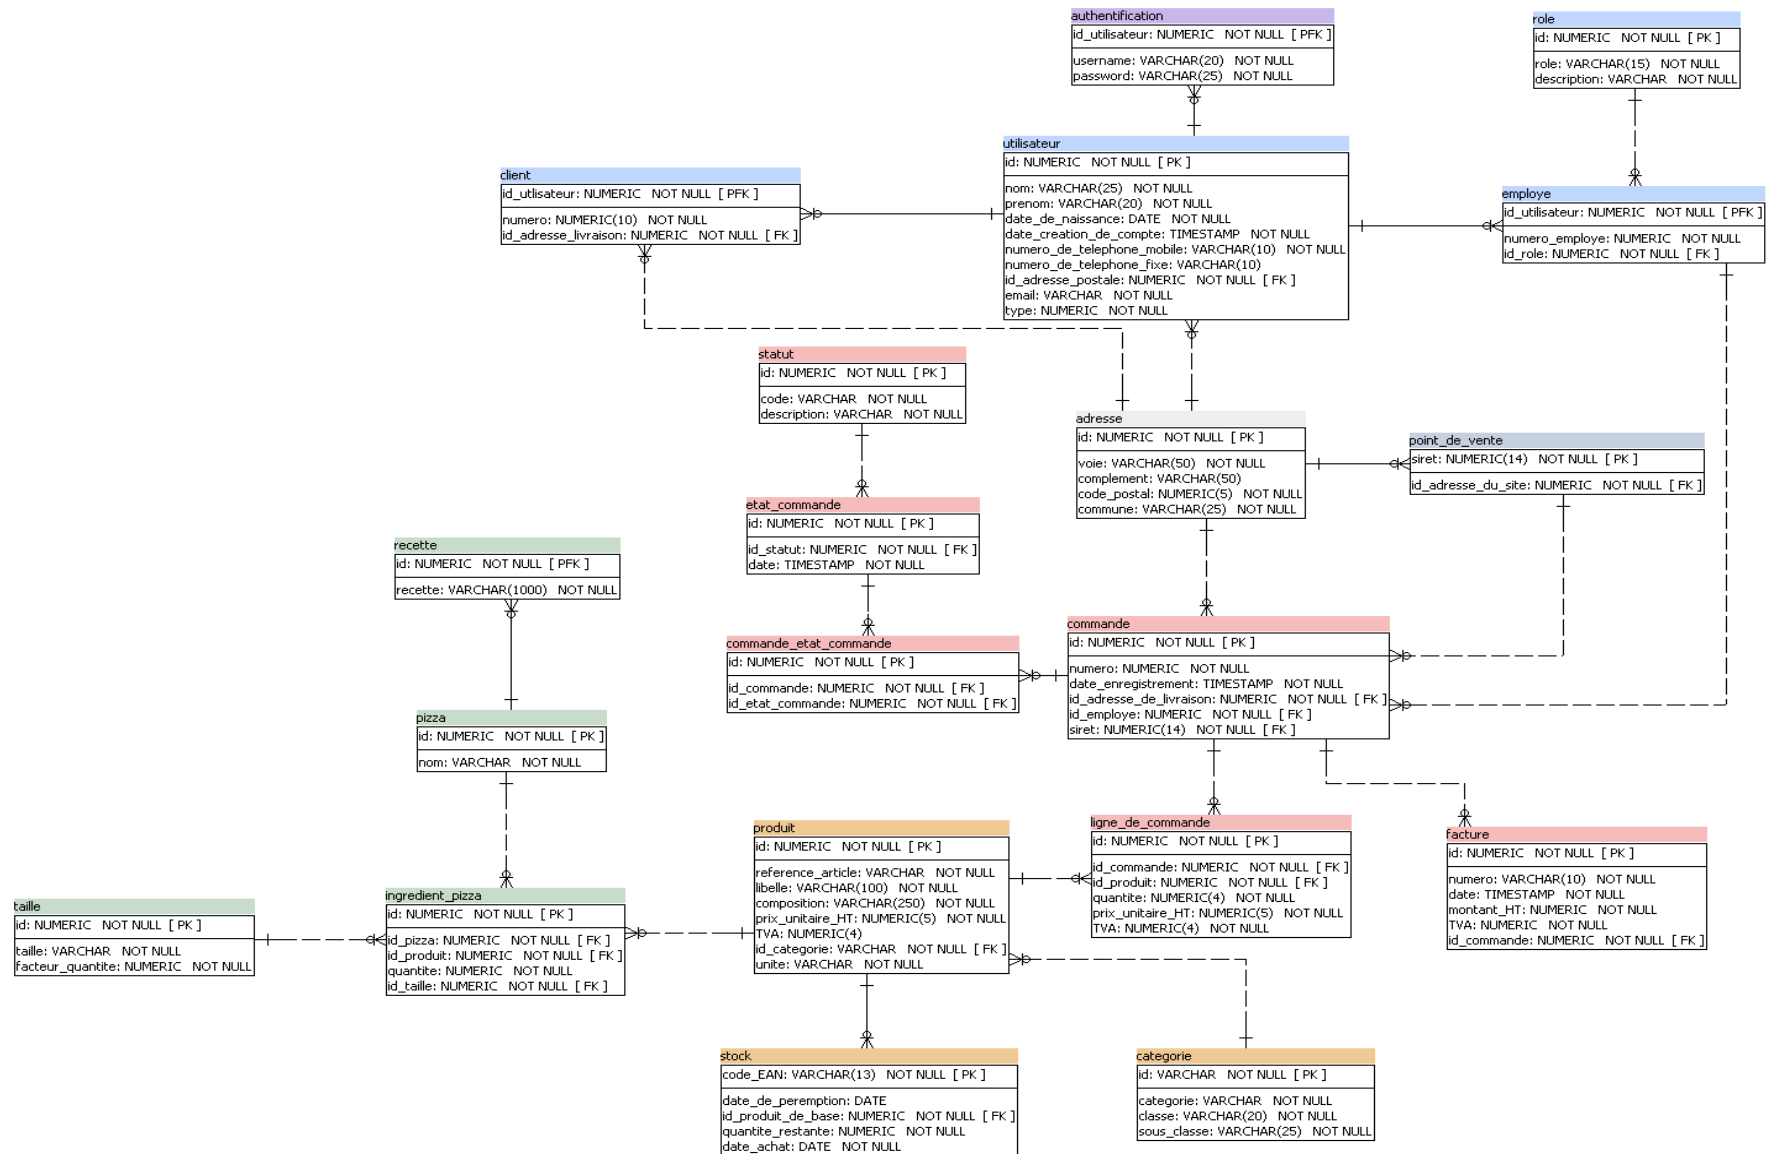 authentification
id_utilisateur: NUMERIC NOT NULL [ PFK ]
username: VARCHAR(20) NOT NULL
password: VARCHAR(25) NOT NULL
role
id: NUMERIC NOT NULL [ PK ]
role: VARCHAR(15) NOT NULL
description: VARCHAR NOT NULL
utilisateur
id: NUMERIC NOT NULL [ PK ]
nom: VARCHAR(25) NOT NULL
prenom: VARCHAR(20) NOT NULL
date_de_naissance: DATE NOT NULL
date_creation_de_compte: TIMESTAMP NOT NULL
numero_de_telephone_mobile: VARCHAR(10) NOT NULL
numero_de_telephone_fixe: VARCHAR(10)
id_adresse_postale: NUMERIC NOT NULL [ FK ]
email: VARCHAR NOT NULL
type: NUMERIC NOT NULL
client
id_utlisateur: NUMERIC NOT NULL [ PFK ]
numero: NUMERIC(10) NOT NULL
id_adresse_livraison: NUMERIC NOT NULL [ FK ]
employe
id_utilisateur: NUMERIC NOT NULL [ PFK ]
numero_employe: NUMERIC NOT NULL
id_role: NUMERIC NOT NULL [ FK ]
statut
id: NUMERIC NOT NULL [ PK ]
code: VARCHAR NOT NULL
description: VARCHAR NOT NULL
adresse
id: NUMERIC NOT NULL [ PK ]
voie: VARCHAR(50) NOT NULL
complement: VARCHAR(50)
code_postal: NUMERIC(5) NOT NULL
commune: VARCHAR(25) NOT NULL
point_de_vente
siret: NUMERIC(14) NOT NULL [ PK ]
id_adresse_du_site: NUMERIC NOT NULL [ FK ]
etat_commande
id: NUMERIC NOT NULL [ PK ]
id_statut: NUMERIC NOT NULL [ FK ]
date: TIMESTAMP NOT NULL
recette
id: NUMERIC NOT NULL [ PFK ]
recette: VARCHAR(1000) NOT NULL
commande_etat_commande
id: NUMERIC NOT NULL [ PK ]
id_commande: NUMERIC NOT NULL [ FK ]
id_etat_commande: NUMERIC NOT NULL [ FK ]
commande
id: NUMERIC NOT NULL [ PK ]
numero: NUMERIC NOT NULL
date_enregistrement: TIMESTAMP NOT NULL
id_adresse_de_livraison: NUMERIC NOT NULL [ FK ]
id_employe: NUMERIC NOT NULL [ FK ]
siret: NUMERIC(14) NOT NULL [ FK ]
pizza
id: NUMERIC NOT NULL [ PK ]
nom: VARCHAR NOT NULL
produit
id: NUMERIC NOT NULL [ PK ]
reference_article: VARCHAR NOT NULL
libelle: VARCHAR(100) NOT NULL
composition: VARCHAR(250) NOT NULL
prix_unitaire_HT: NUMERIC(5) NOT NULL
TVA: NUMERIC(4)
id_categorie: VARCHAR NOT NULL [ FK ]
unite: VARCHAR NOT NULL
ligne_de_commande
id: NUMERIC NOT NULL [ PK ]
id_commande: NUMERIC NOT NULL [ FK ]
id_produit: NUMERIC NOT NULL [ FK ]
quantite: NUMERIC(4) NOT NULL
prix_unitaire_HT: NUMERIC(5) NOT NULL
TVA: NUMERIC(4) NOT NULL
facture
id: NUMERIC NOT NULL [ PK ]
numero: VARCHAR(10) NOT NULL
date: TIMESTAMP NOT NULL
montant_HT: NUMERIC NOT NULL
TVA: NUMERIC NOT NULL
id_commande: NUMERIC NOT NULL [ FK ]
taille
id: NUMERIC NOT NULL [ PK ]
taille: VARCHAR NOT NULL
facteur_quantite: NUMERIC NOT NULL
ingredient_pizza
id: NUMERIC NOT NULL [ PK ]
id_pizza: NUMERIC NOT NULL [ FK ]
id_produit: NUMERIC NOT NULL [ FK ]
quantite: NUMERIC NOT NULL
id_taille: NUMERIC NOT NULL [ FK ]
stock
code_EAN: VARCHAR(13) NOT NULL [ PK ]
date_de_peremption: DATE
id_produit_de_base: NUMERIC NOT NULL [ FK ]
quantite_restante: NUMERIC NOT NULL
date_achat: DATE NOT NULL
categorie
id: VARCHAR NOT NULL [ PK ]
categorie: VARCHAR NOT NULL
classe: VARCHAR(20) NOT NULL
sous_classe: VARCHAR(25) NOT NULL